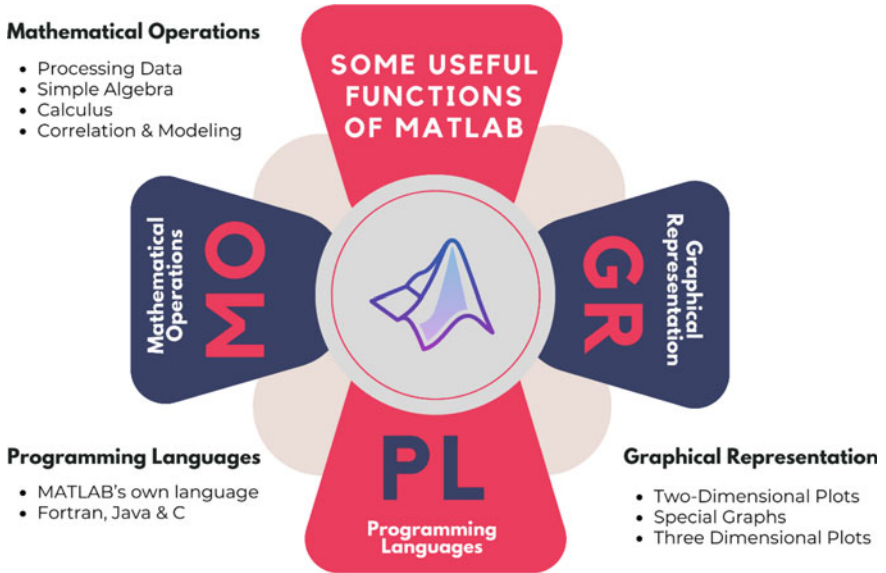 Mathematical Operations
• Processing Data
• Simple Algebra
• Calculus
• Correlation & Modeling
SOME USEFUL
FUNCTIONS
OF MATLAB
Mathematical
Operations
MO
GR
Graphical
Representation
PL
Programming
Languages
Programming Languages
• MATLAB's own language
• Fortran, Java & C
Graphical Representation
• Two-Dimensional Plots
• Special Graphs
• Three Dimensional Plots